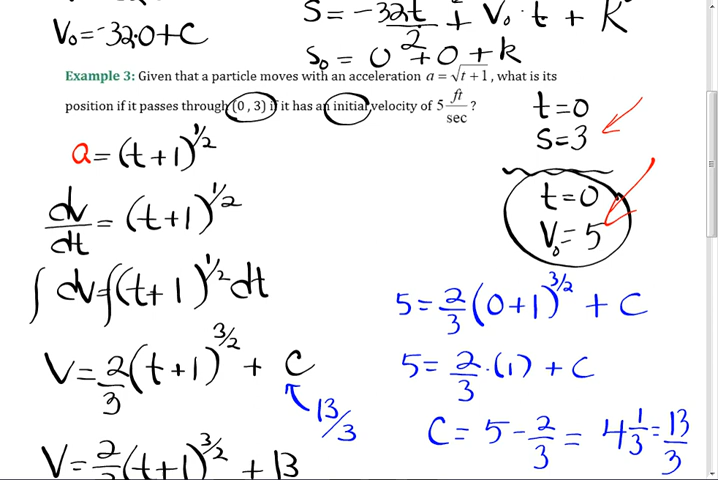 V₀=-32·0+C
S=-32t/2 + V₀·t + K
S₀ = 0+0+k
Example 3: Given that a particle moves with an acceleration a = √(t+1), what is its
position if it passes through (0, 3) if it has an initial velocity of 5 ft/sec?
t=0
S=3
t=0
V₀=5
a=(t+1)^1/2
dv/dt=(t+1)^1/2
∫dv=∫(t+1)^1/2 dt
V=2/3(t+1)^3/2 + C
13/3
V=2/3(t+1)^3/2 + 13
5=2/3(0+1)^3/2 + C
5=2/3·(1)+C
C=5-2/3=4 1/3=13/3